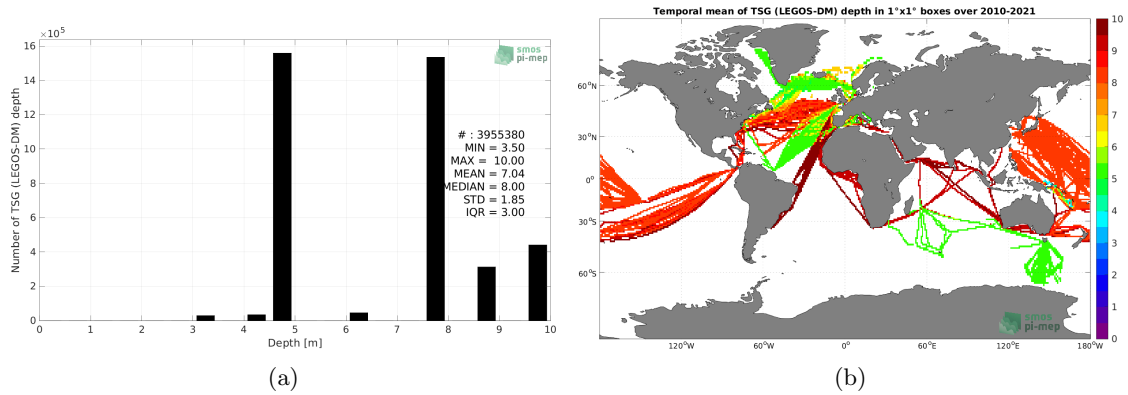 Temporal mean of TSG (LEGOS-DM) depth in 1°x1° boxes over 2010-2021
×10⁵
16
14
12
10
8
6
4
2
0
Number of TSG (LEGOS-DM) depth
smos
pi-mep
# : 3955380
MIN = 3.50
MAX = 10.00
MEAN = 7.04
MEDIAN = 8.00
STD = 1.85
IQR = 3.00
0 1 2 3 4 5 6 7 8 9 10
Depth [m]
(a)
60°N
30°N
0°
30°S
60°S
120°W 60°W 0° 60°E 120°E 180°W
smos
pi-mep
10
9
8
7
6
5
4
3
2
1
0
(b)